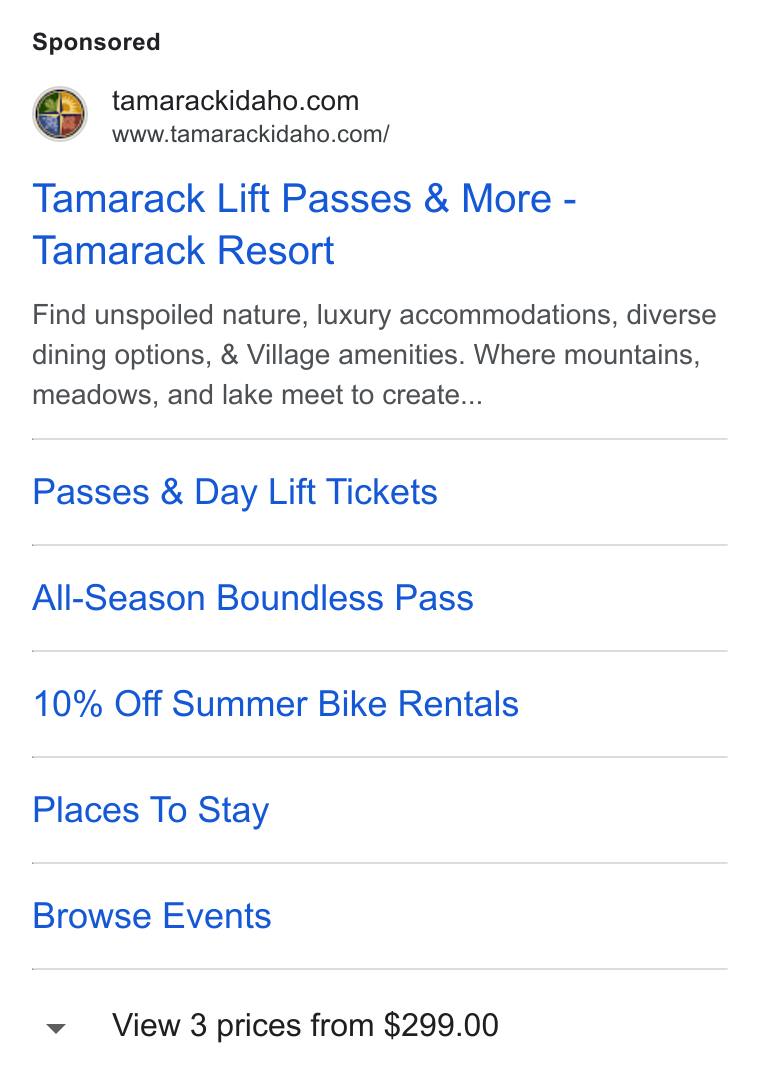 Sponsored
tamarackidaho.com
www.tamarackidaho.com/
Tamarack Lift Passes & More -
Tamarack Resort
Find unspoiled nature, luxury accommodations, diverse
dining options, & Village amenities. Where mountains,
meadows, and lake meet to create...
Passes & Day Lift Tickets
All-Season Boundless Pass
10% Off Summer Bike Rentals
Places To Stay
Browse Events
View 3 prices from $299.00